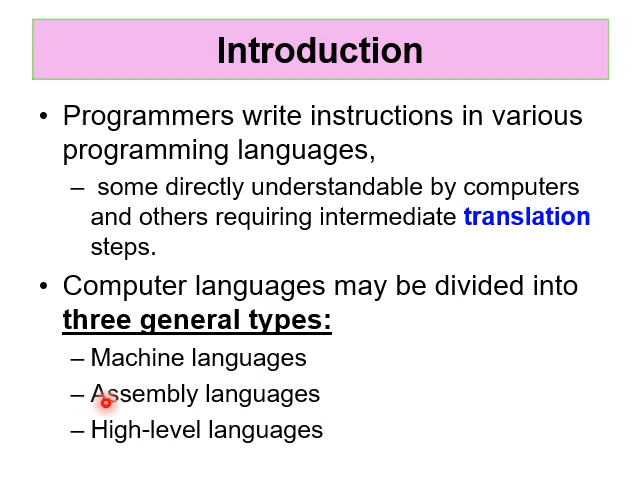 Introduction
• Programmers write instructions in various
programming languages,
– some directly understandable by computers
and others requiring intermediate translation
steps.
• Computer languages may be divided into
three general types:
– Machine languages
– Assembly languages
– High-level languages